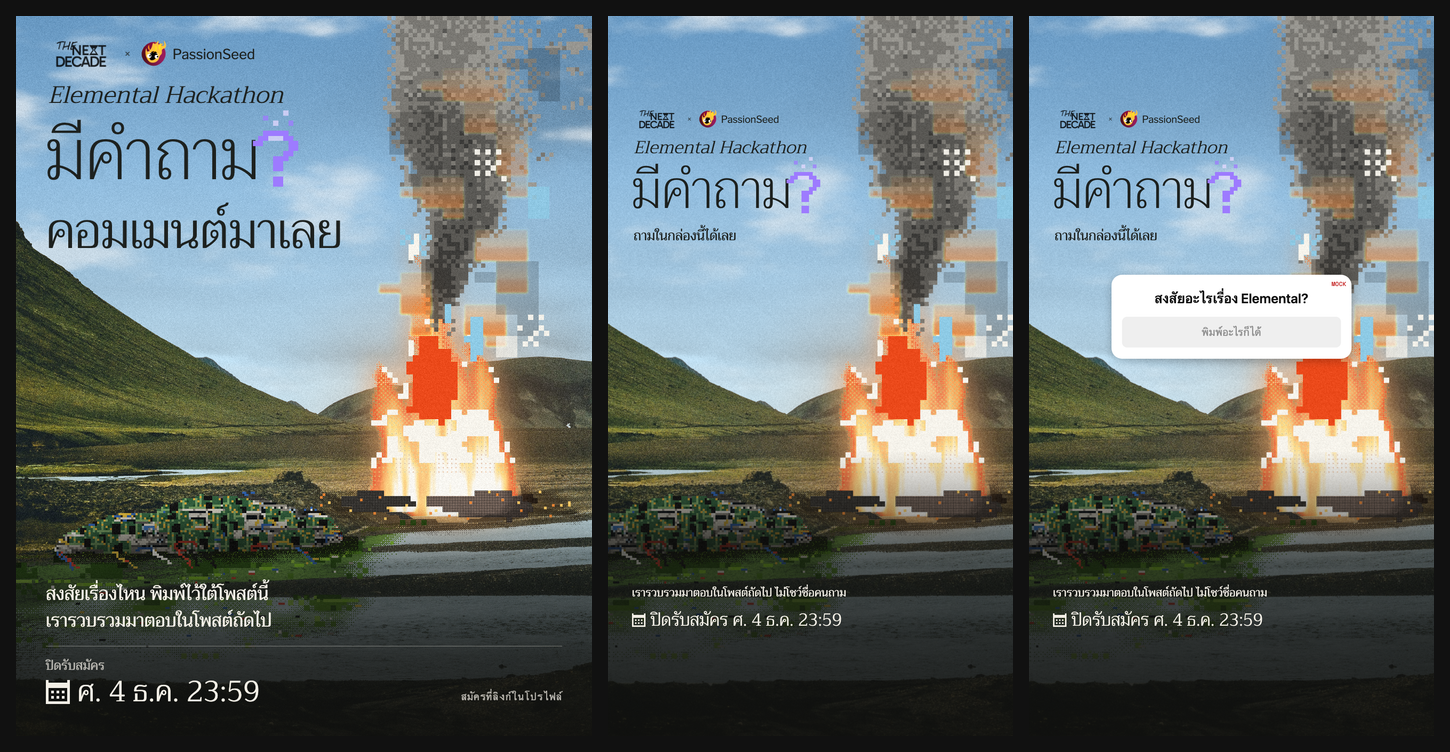 THE NEXT DECADE × PassionSeed
Elemental Hackathon
มีคำถาม?
คอมเมนต์มาเลย
สงสัยเรื่องไหน พิมพ์ไว้ใต้โพสต์นี้
เรารวบรวมมาตอบในโพสต์ถัดไป
ปิดรับสมัคร
ศ. 4 ธ.ค. 23:59
สมัครที่ลิงก์ในโปรไฟล์
THE NEXT DECADE × PassionSeed
Elemental Hackathon
มีคำถาม?
ถามในกล่องนี้ได้เลย
เรารวบรวมมาตอบในโพสต์ถัดไป ไม่โชว์ชื่อคนถาม
ปิดรับสมัคร ศ. 4 ธ.ค. 23:59
THE NEXT DECADE × PassionSeed
Elemental Hackathon
มีคำถาม?
ถามในกล่องนี้ได้เลย
MOCK
สงสัยอะไรเรื่อง Elemental?
พิมพ์อะไรก็ได้
เรารวบรวมมาตอบในโพสต์ถัดไป ไม่โชว์ชื่อคนถาม
ปิดรับสมัคร ศ. 4 ธ.ค. 23:59